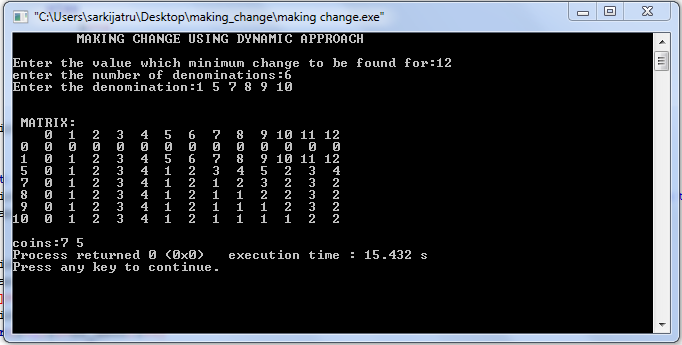 "C:\Users\sarkijatru\Desktop\making_change\making change.exe"
MAKING CHANGE USING DYNAMIC APPROACH
Enter the value which minimum change to be found for:12
enter the number of denominations:6
Enter the denomination:1 5 7 8 9 10
MATRIX:
0 1 2 3 4 5 6 7 8 9 10 11 12
0 0 0 0 0 0 0 0 0 0 0 0 0 0
1 0 1 2 3 4 5 6 7 8 9 10 11 12
5 0 1 2 3 4 1 2 3 4 5 2 3 4
7 0 1 2 3 4 1 2 1 2 3 2 3 2
8 0 1 2 3 4 1 2 1 1 2 2 3 2
9 0 1 2 3 4 1 2 1 1 1 2 3 2
10 0 1 2 3 4 1 2 1 1 1 1 2 2
coins:7 5
Process returned 0 (0x0) execution time : 15.432 s
Press any key to continue.